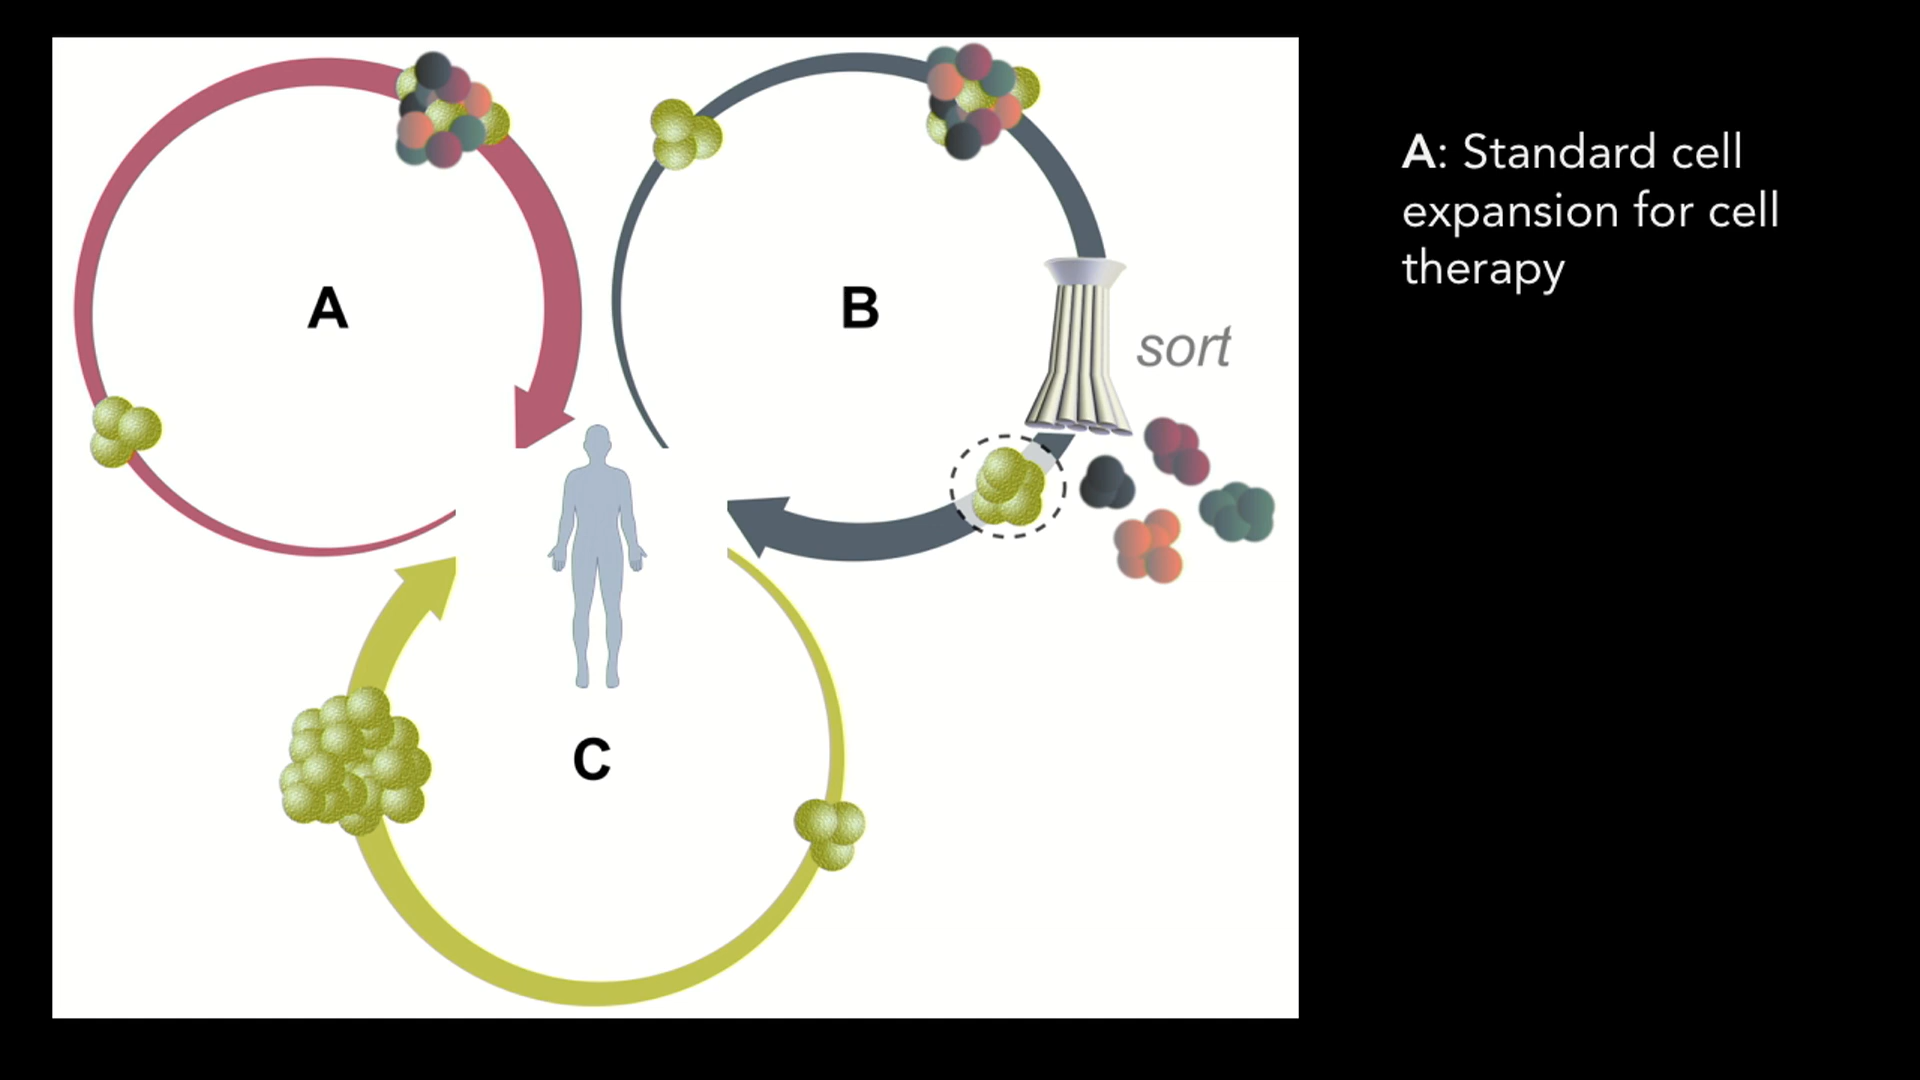 A
B
sort
C
A: Standard cell
expansion for cell
therapy